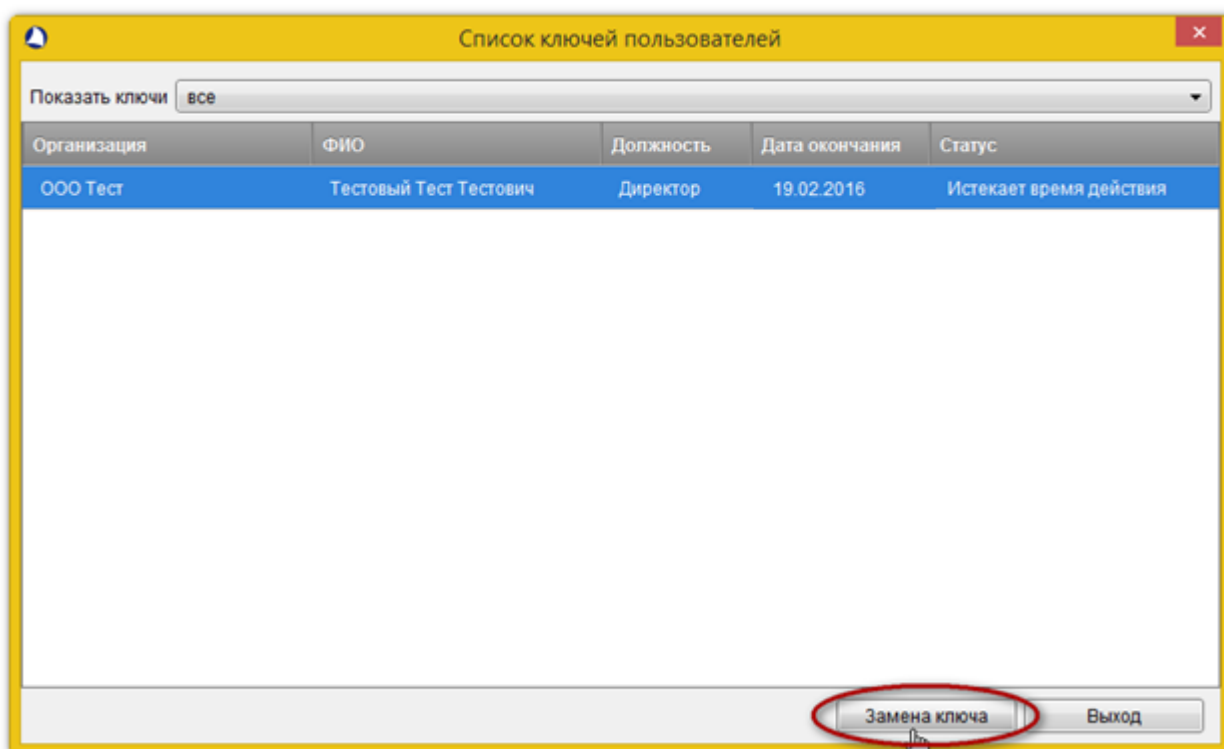 Список ключей пользователей
Показать ключи все
Организация ФИО Должность Дата окончания Статус
ООО Тест Тестовый Тест Тестович Директор 19.02.2016 Истекает время действия
Замена ключа Выход